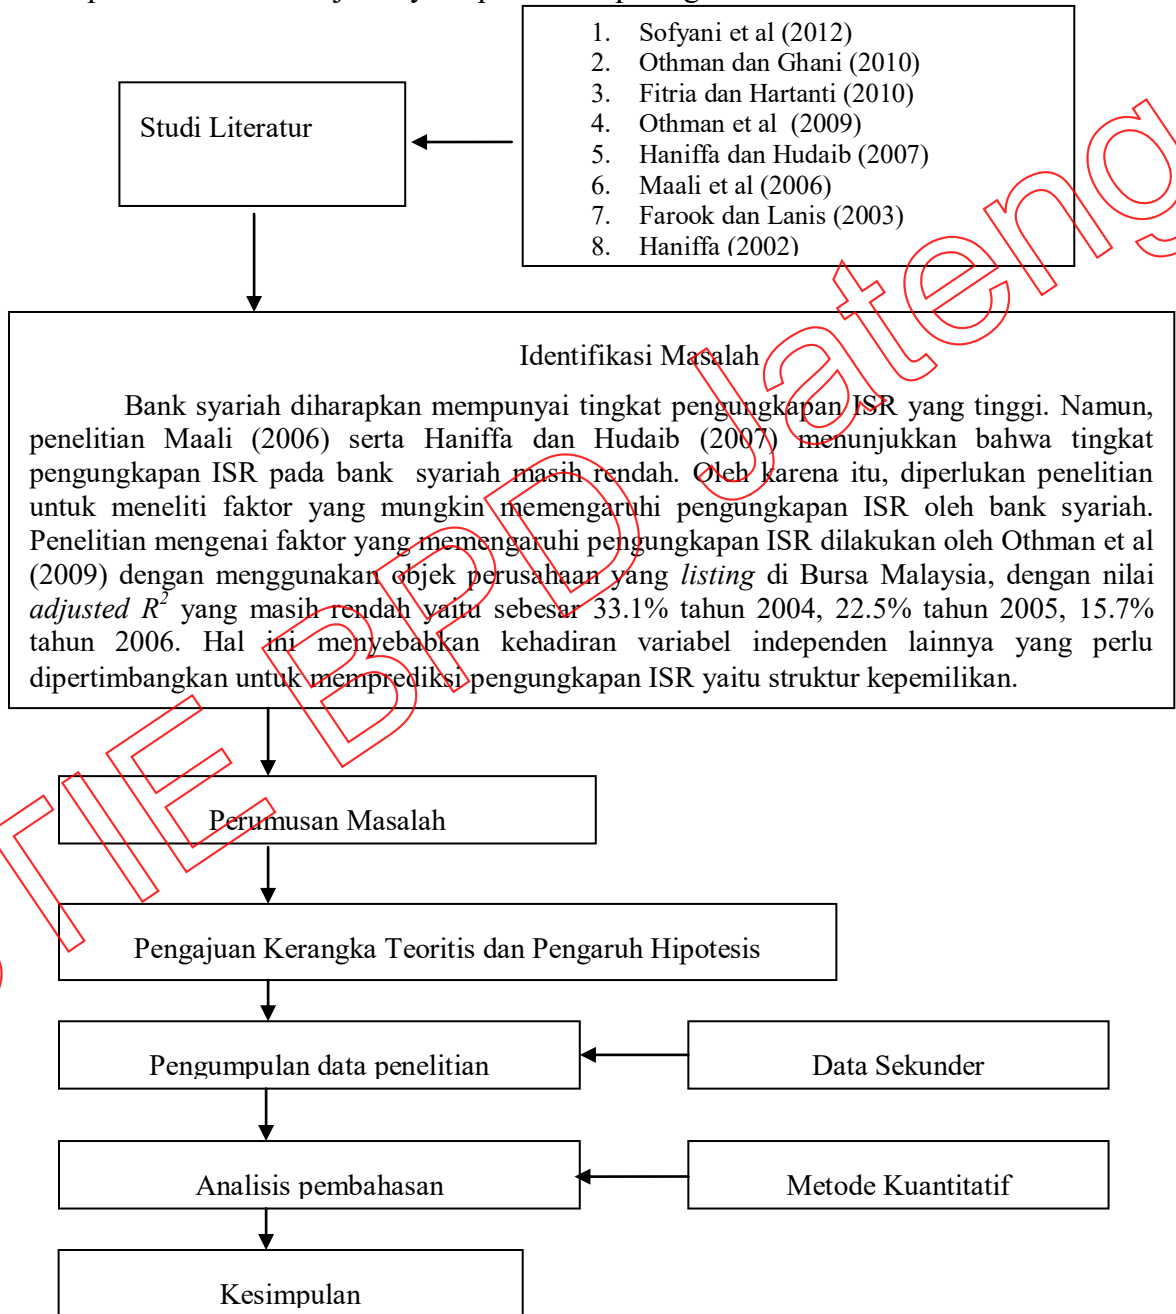 1. Sofyani et al (2012)
2. Othman dan Ghani (2010)
3. Fitria dan Hartanti (2010)
4. Othman et al (2009)
5. Haniffa dan Hudaib (2007)
6. Maali et al (2006)
7. Farook dan Lanis (2003)
8. Haniffa (2002)
Studi Literatur
Identifikasi Masalah
Bank syariah diharapkan mempunyai tingkat pengungkapan ISR yang tinggi. Namun,
penelitian Maali (2006) serta Haniffa dan Hudaib (2007) menunjukkan bahwa tingkat
pengungkapan ISR pada bank syariah masih rendah. Oleh karena itu, diperlukan penelitian
untuk meneliti faktor yang mungkin memengaruhi pengungkapan ISR oleh bank syariah.
Penelitian mengenai faktor yang memengaruhi pengungkapan ISR dilakukan oleh Othman et al
(2009) dengan menggunakan objek perusahaan yang listing di Bursa Malaysia, dengan nilai
adjusted R² yang masih rendah yaitu sebesar 33.1% tahun 2004, 22.5% tahun 2005, 15.7%
tahun 2006. Hal ini menyebabkan kehadiran variabel independen lainnya yang perlu
dipertimbangkan untuk memprediksi pengungkapan ISR yaitu struktur kepemilikan.
Perumusan Masalah
Pengajuan Kerangka Teoritis dan Pengaruh Hipotesis
Pengumpulan data penelitian
Data Sekunder
Analisis pembahasan
Metode Kuantitatif
Kesimpulan
TIE BPD Jateng